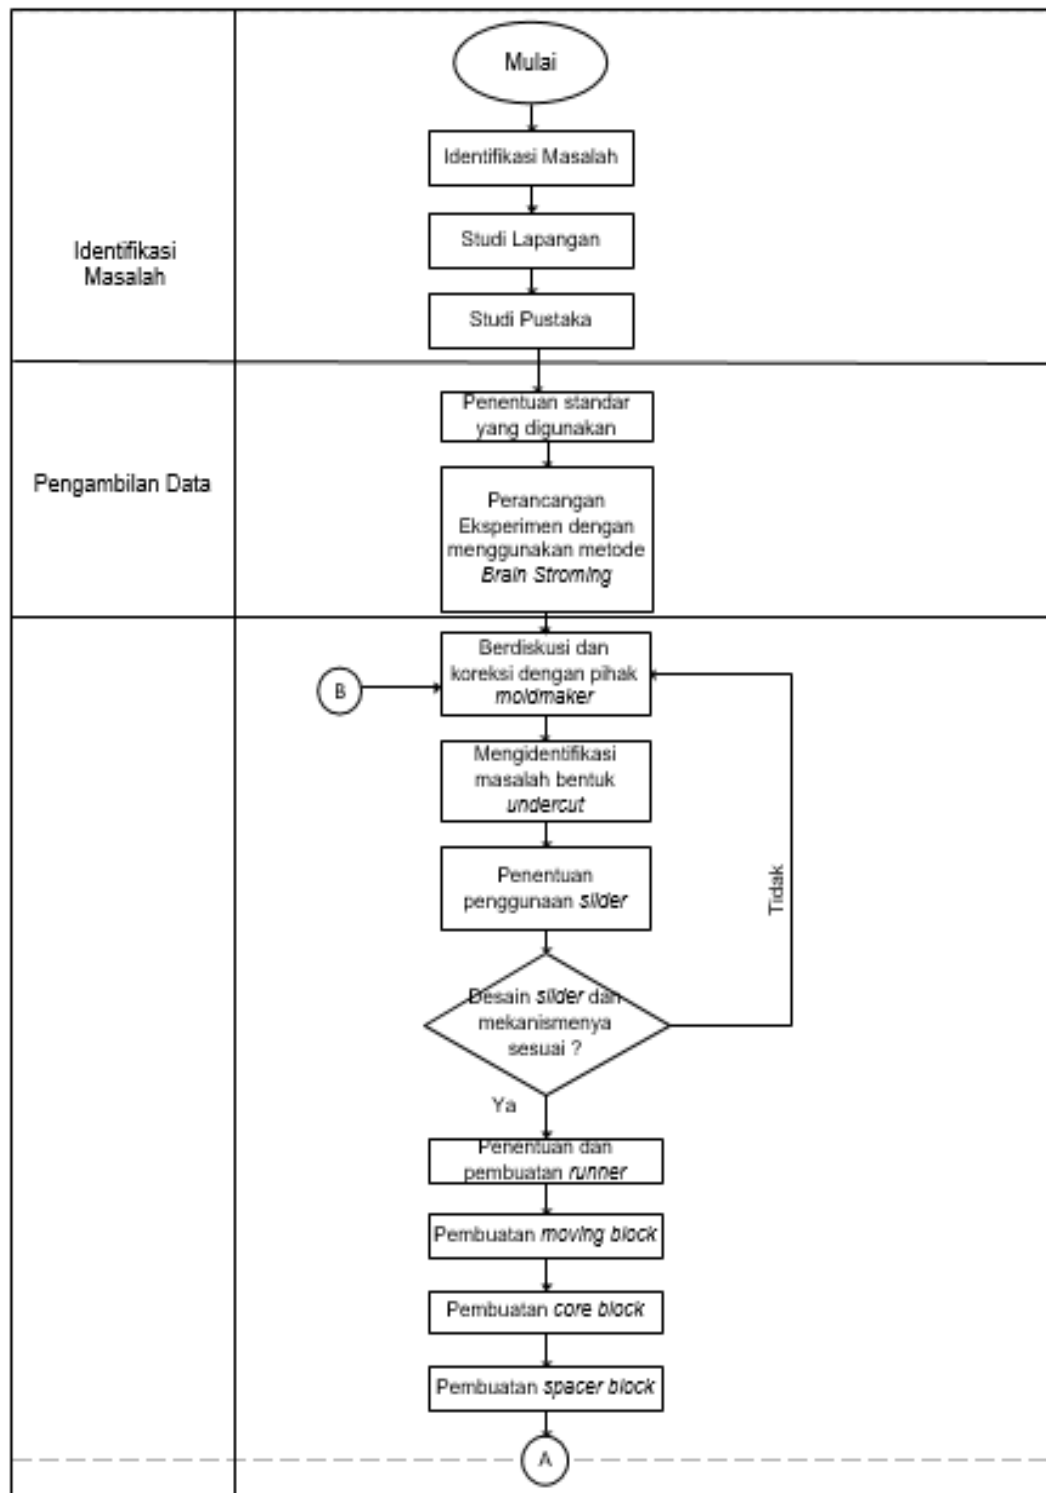 Mulai
Identifikasi Masalah
Studi Lapangan
Studi Pustaka
Identifikasi
Masalah
Penentuan standar
yang digunakan
Perancangan
Eksperimen dengan
menggunakan metode
Brain Stroming
Pengambilan Data
Berdiskusi dan
koreksi dengan pihak
moldmaker
B
Mengidentifikasi
masalah bentuk
undercut
Penentuan
penggunaan slider
Tidak
Desain slider dan
mekanismenya
sesuai ?
Ya
Penentuan dan
pembuatan runner
Pembuatan moving block
Pembuatan core block
Pembuatan spacer block
A